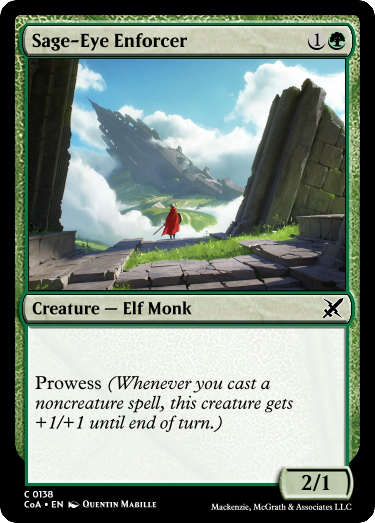 Sage-Eye Enforcer 1
Creature — Elf Monk
Prowess (Whenever you cast a
noncreature spell, this creature gets
+1/+1 until end of turn.)
2/1
C 0138
CoA • EN Quentin Mabille
Mackenzie, McGrath & Associates LLC